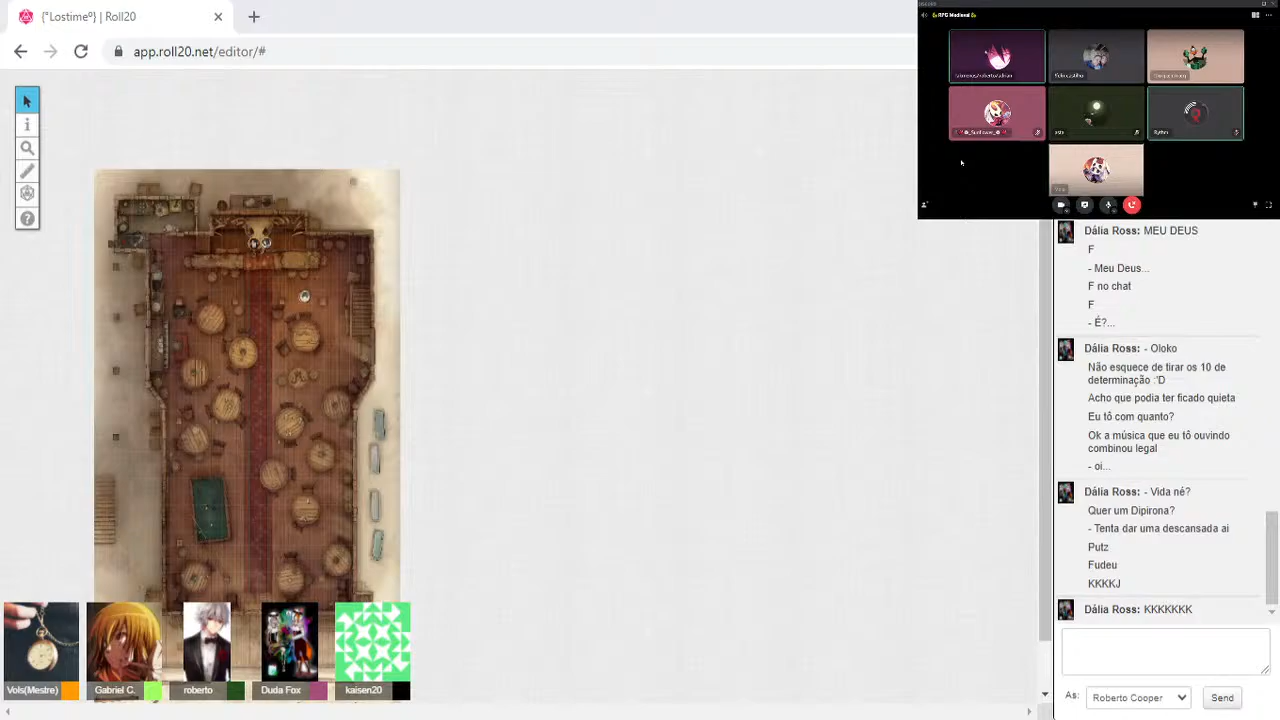 {°Lostime°} | Roll20
app.roll20.net/editor/#
RPG Medieval
Dália Ross: MEU DEUS
F
- Meu Deus...
F no chat
F
- É?...
Dália Ross: - Oloko
Não esquece de tirar os 10 de
determinação :'D
Acho que podia ter ficado quieta
Eu tô com quanto?
Ok a música que eu tô ouvindo
combinou legal
- oi...
Dália Ross: - Vida né?
Quer um Dipirona?
- Tenta dar uma descansada ai
Putz
Fudeu
KKKKJ
Dália Ross: KKKKKKK
As: Roberto Cooper
Send
Vols(Mestre)
Gabriel C.
roberto
Duda Fox
kaisen20